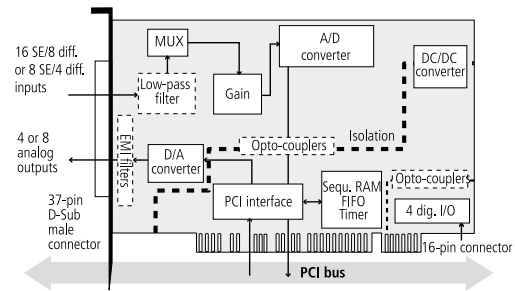 16 SE/8 diff.
or 8 SE/4 diff.
inputs
MUX
A/D
converter
DC/DC
converter
Low-pass
filter
Gain
Isolation
Opto-couplers
4 or 8
analog
outputs
EMI filters
D/A
converter
Opto-couplers
PCI interface
Sequ. RAM
FIFO
Timer
4 dig. I/O
37-pin
D-Sub
male
connector
16-pin connector
PCI bus